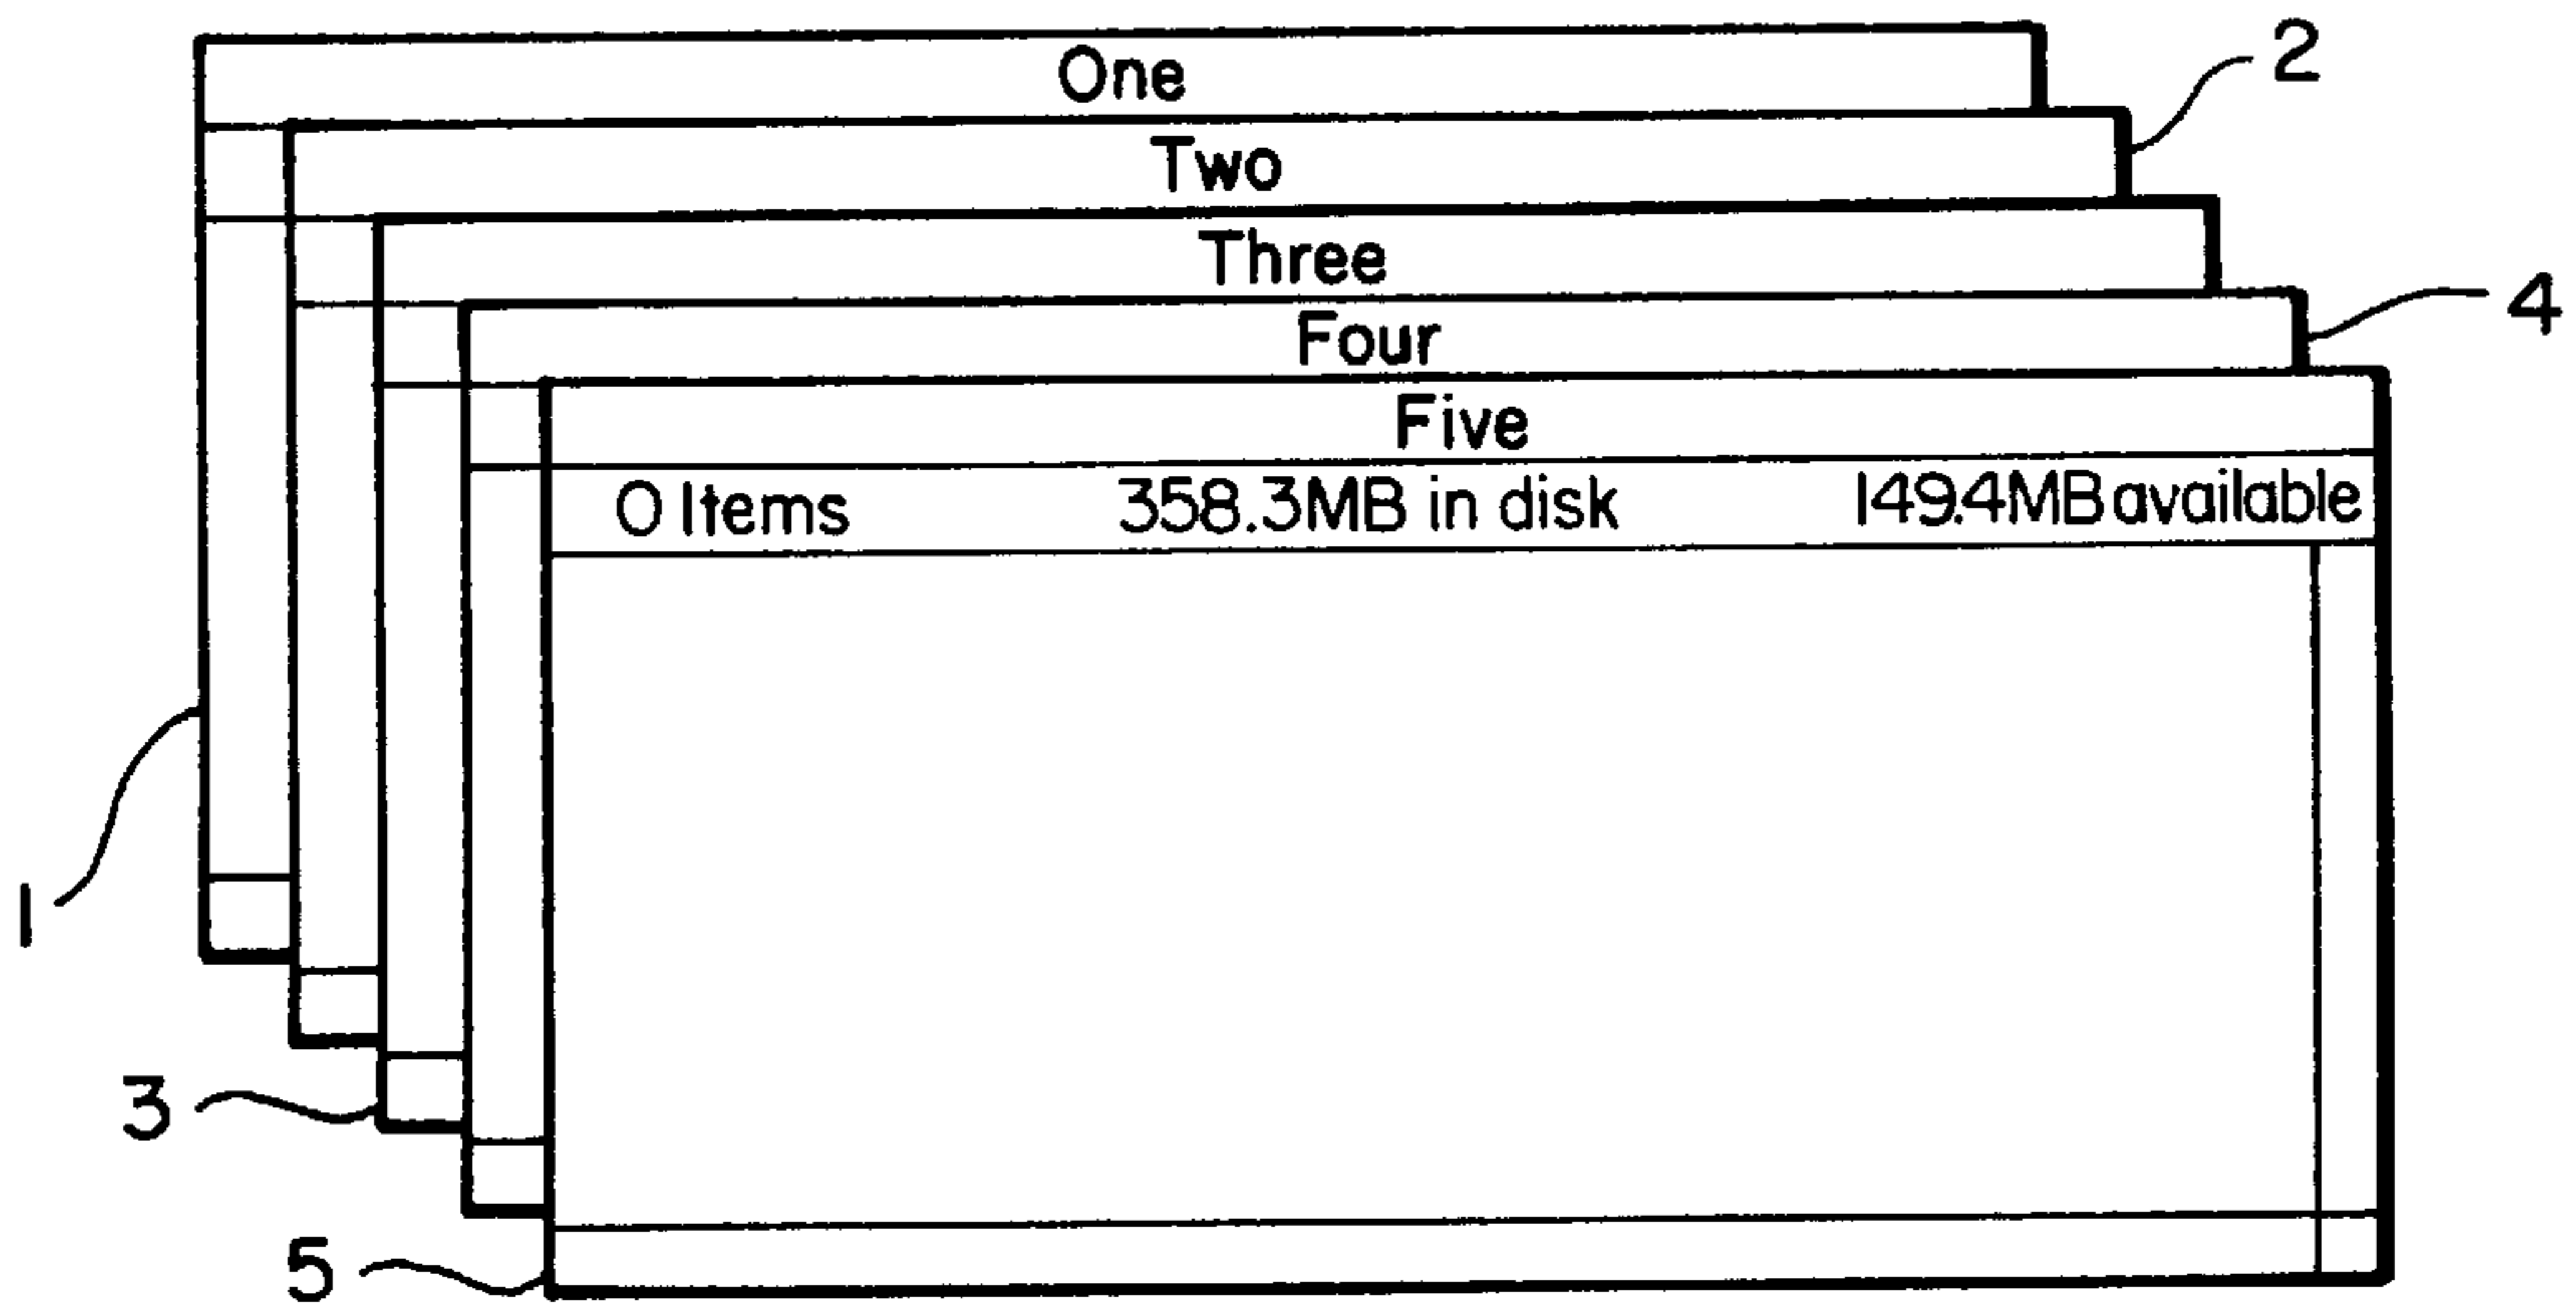 One
2
Two
Three
4
Four
Five
0 Items 358.3MB in disk 149.4MB available
1
3
5